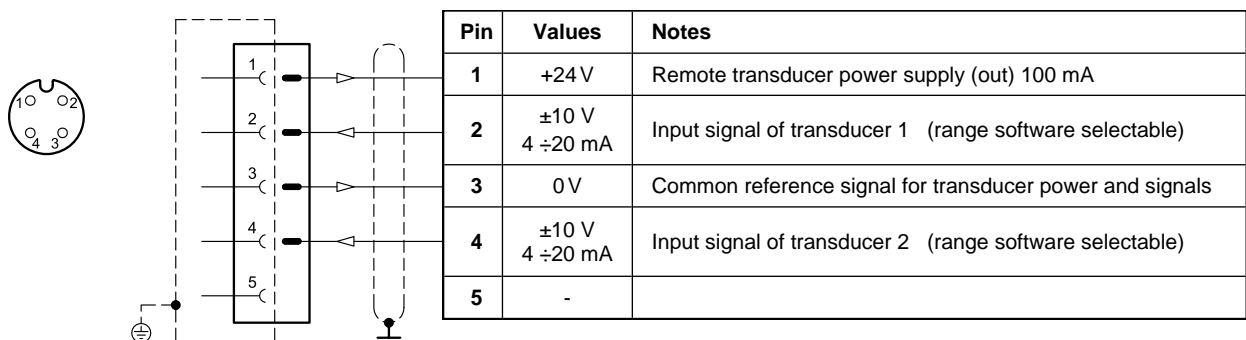 1 2
4 3
1
2
3
4
5
Pin Values Notes
1 +24 V Remote transducer power supply (out) 100 mA
2 ±10 V
4 ÷20 mA Input signal of transducer 1 (range software selectable)
3 0 V Common reference signal for transducer power and signals
4 ±10 V
4 ÷20 mA Input signal of transducer 2 (range software selectable)
5 -